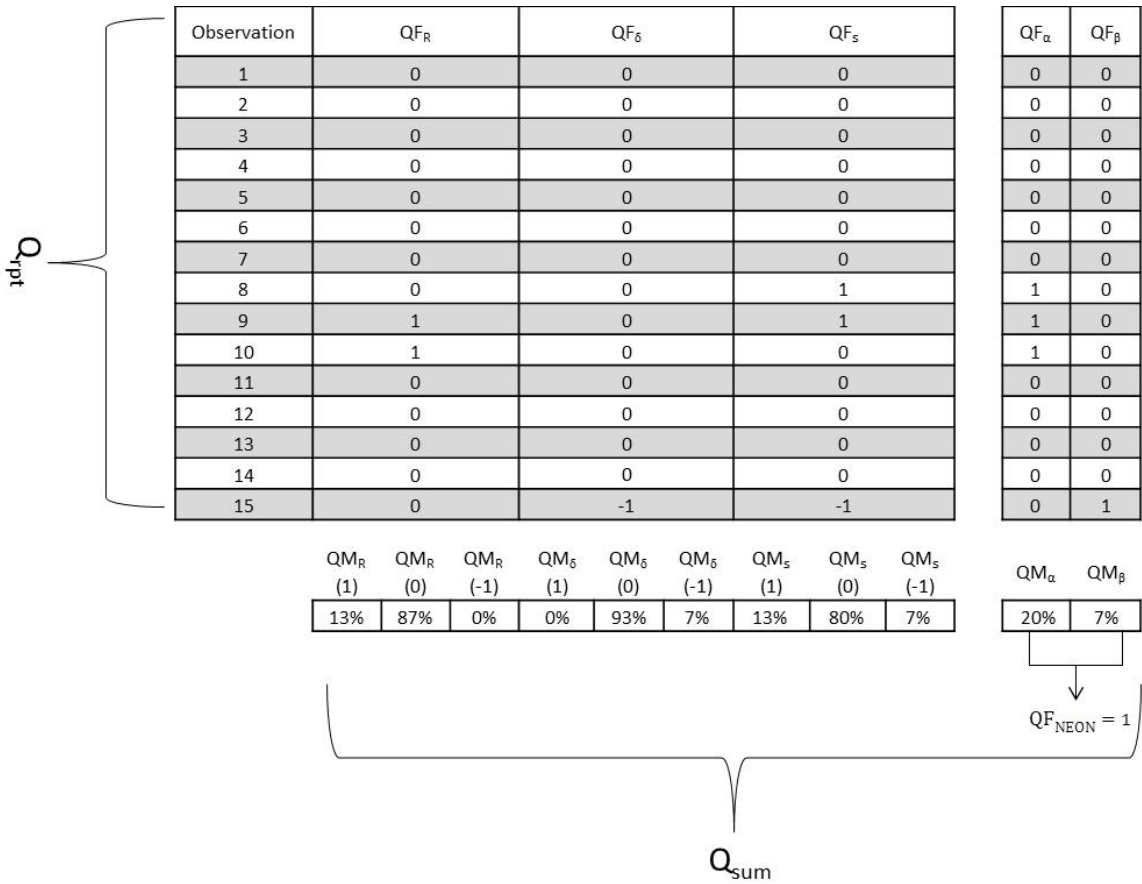 Observation QF_R QF_δ QF_s QF_α QF_β
1 0 0 0 0 0
2 0 0 0 0 0
3 0 0 0 0 0
4 0 0 0 0 0
5 0 0 0 0 0
6 0 0 0 0 0
7 0 0 0 0 0
8 0 0 1 1 0
9 1 0 1 1 0
10 1 0 0 1 0
11 0 0 0 0 0
12 0 0 0 0 0
13 0 0 0 0 0
14 0 0 0 0 0
15 0 -1 -1 0 1
Q_rpt
QM_R QM_R QM_R QM_δ QM_δ QM_δ QM_s QM_s QM_s QM_α QM_β
(1) (0) (-1) (1) (0) (-1) (1) (0) (-1)
13% 87% 0% 0% 93% 7% 13% 80% 7% 20% 7%
QF_NEON = 1
Q_sum